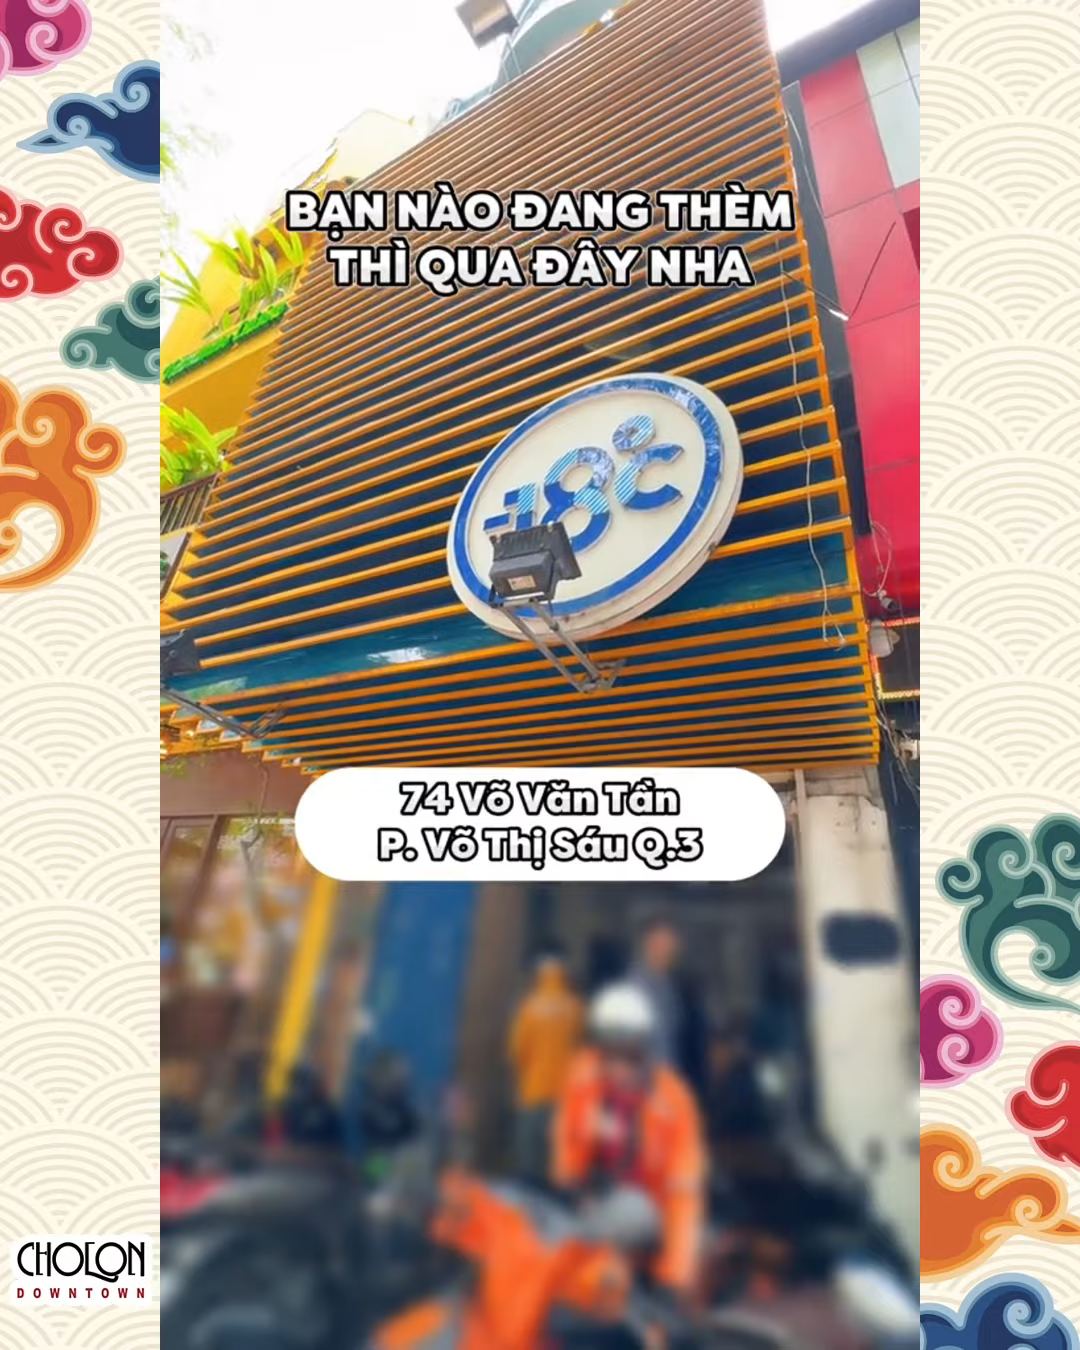 BẠN NÀO ĐANG THÈM
THÌ QUA ĐÂY NHA
-18°C
74 Võ Văn Tần
P. Võ Thị Sáu Q.3
CHOLON
DOWNTOWN